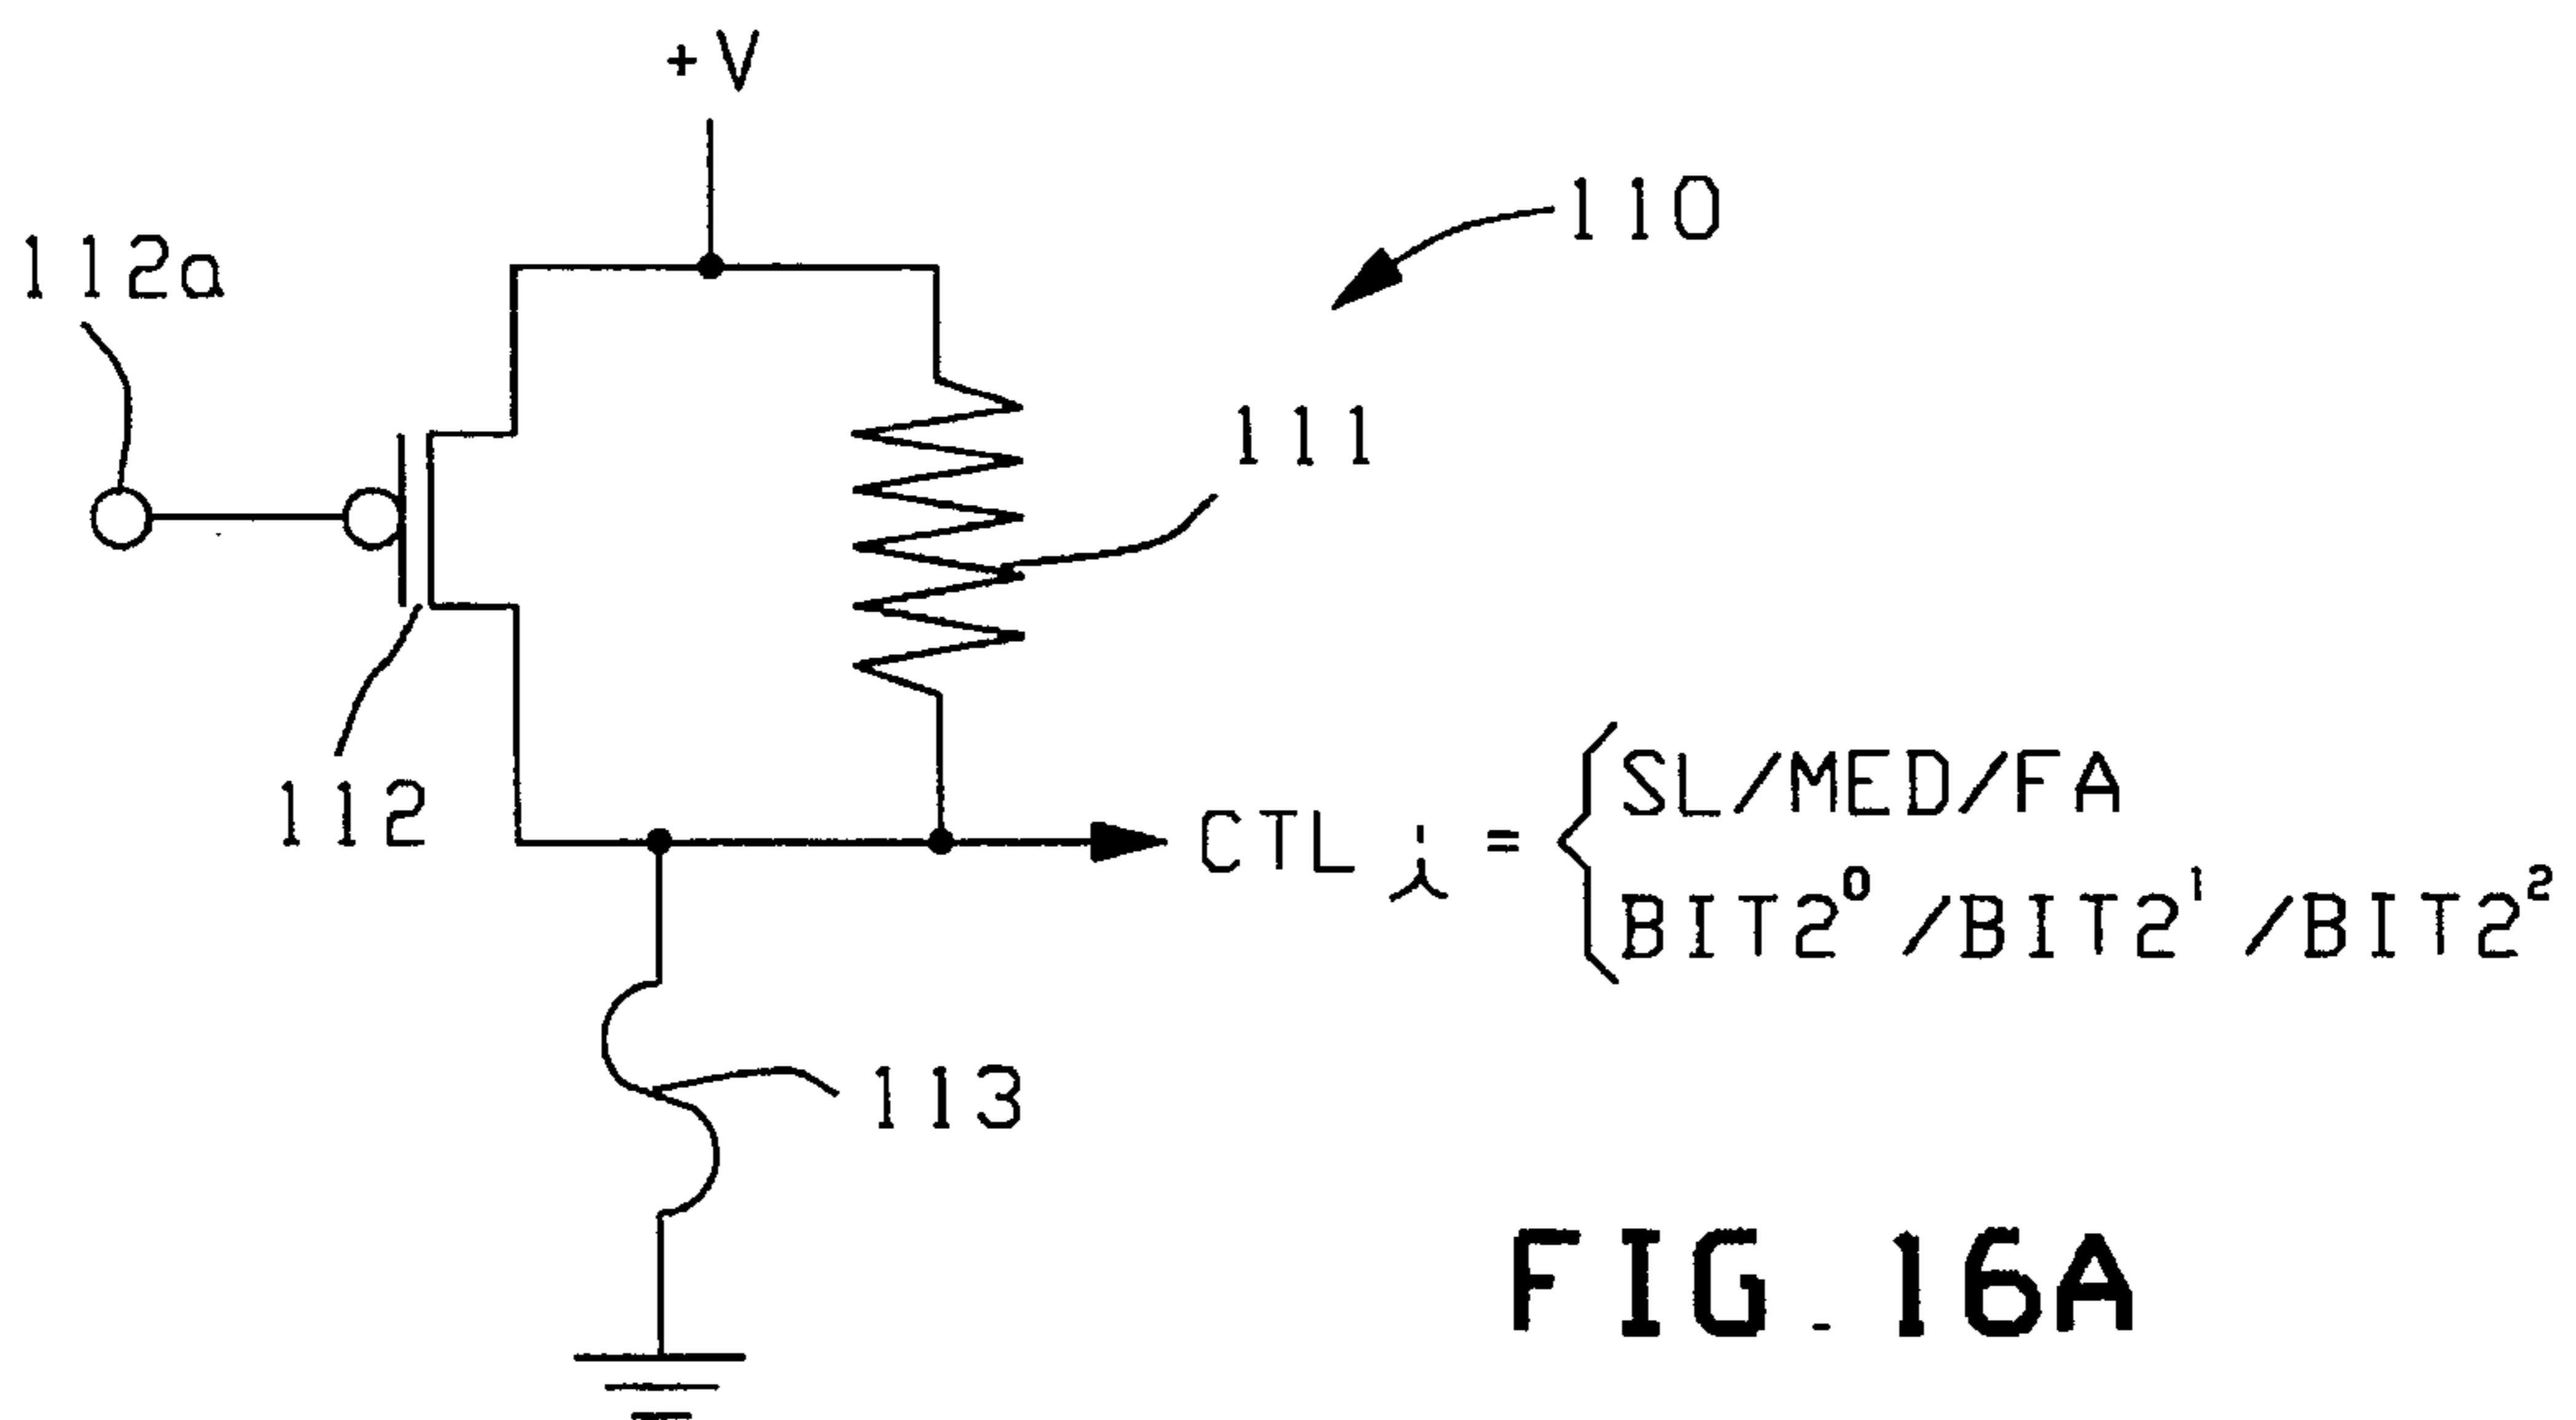 +V
110
112a
111
112
CTL i = { SL/MED/FA
BIT2⁰/BIT2¹/BIT2²
113
FIG. 16A